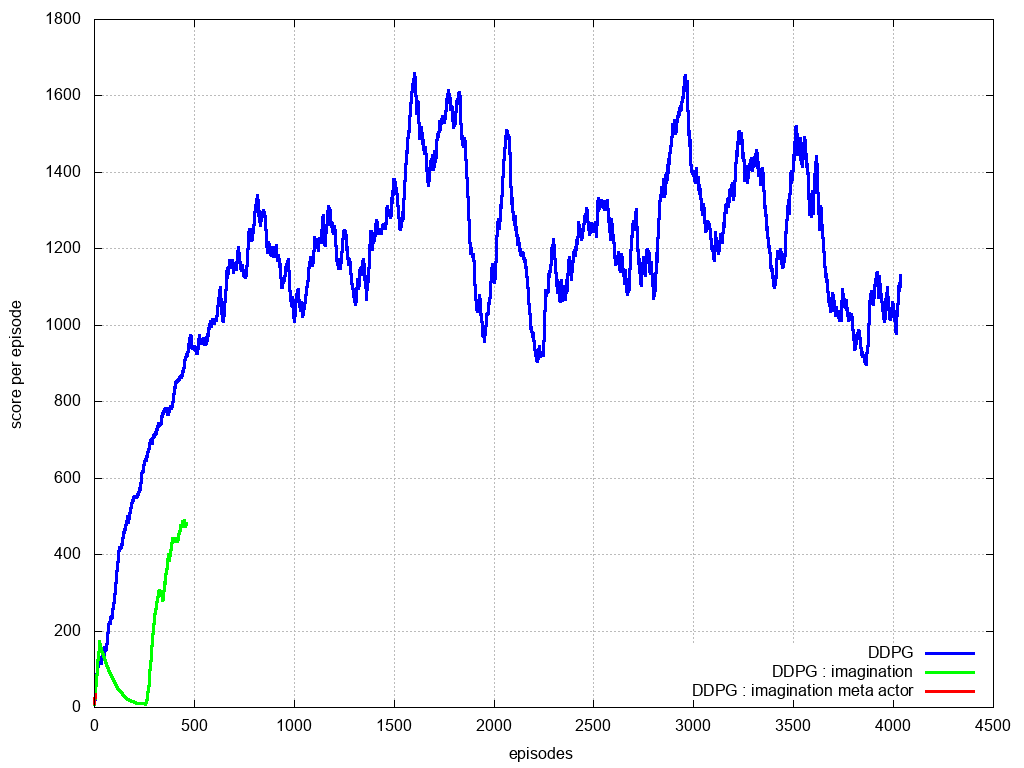 1800
1600
1400
1200
1000
800
600
400
200
0
score per episode
DDPG
DDPG : imagination
DDPG : imagination meta actor
0 500 1000 1500 2000 2500 3000 3500 4000 4500
episodes